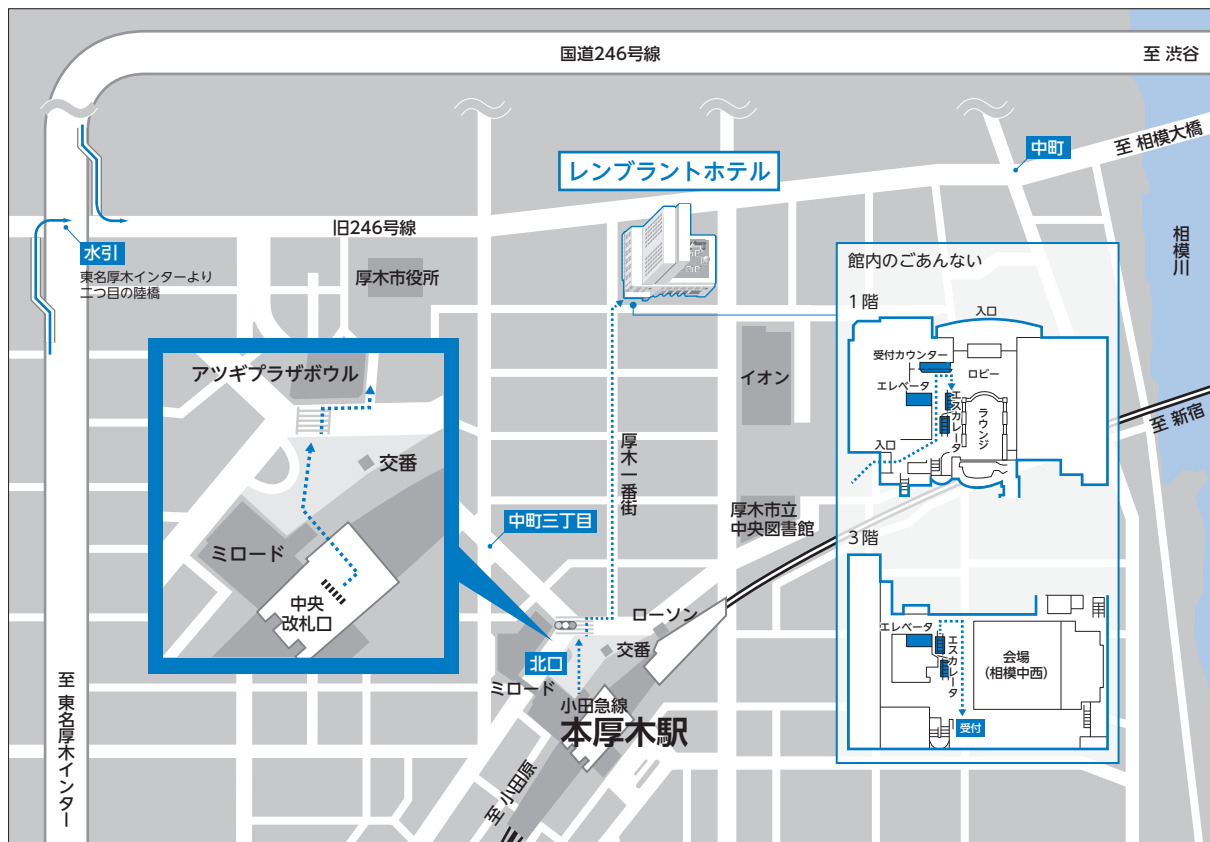 国道246号線
至 渋谷
中町
至 相模大橋
レンブラントホテル
旧246号線
水引
東名厚木インターより
二つ目の陸橋
厚木市役所
相模川
館内のごあんない
1階
入口
受付カウンター
ロビー
エレベータ
エスカレータ
ラウンジ
入口
アツギプラザボウル
交番
ミロード
中央
改札口
イオン
至 新宿
厚木一番街
厚木市立
中央図書館
中町三丁目
3階
エレベータ
エスカレータ
会場
(相模中西)
受付
ローソン
交番
北口
ミロード
小田急線
本厚木駅
至 小田原
至 東名厚木インター